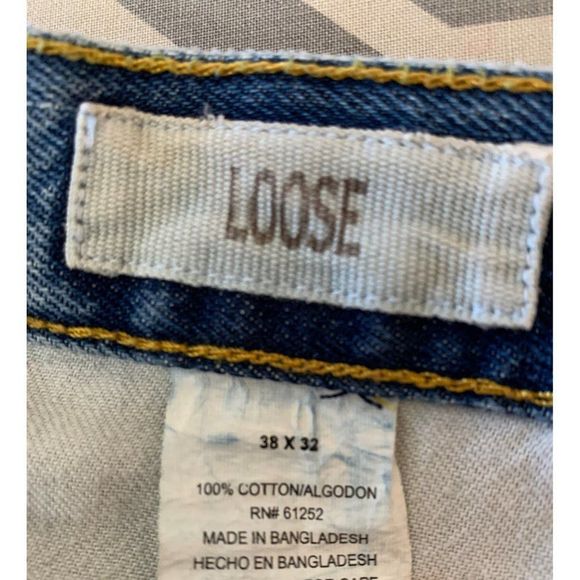 LOOSE
38 X 32
100% COTTON/ALGODON
RN# 61252
MADE IN BANGLADESH
HECHO EN BANGLADESH